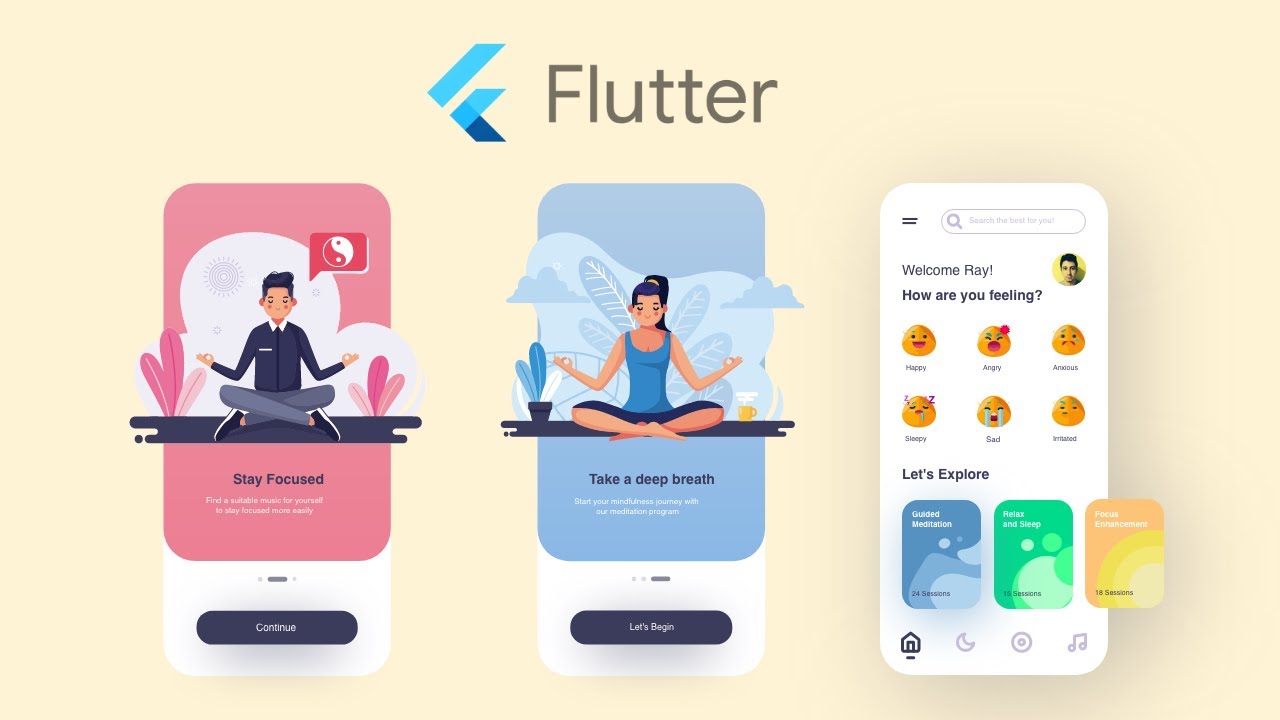 Flutter
Stay Focused
Find a suitable music for yourself
to stay focused more easily
Continue
Take a deep breath
Start your mindfulness journey with
our meditation program
Let's Begin
Search the best for you!
Welcome Ray!
How are you feeling?
Happy
Angry
Anxious
z
z
Z
Sleepy
Sad
Irritated
Let's Explore
Guided
Meditation
24 Sessions
Relax
and Sleep
15 Sessions
Focus
Enhancement
18 Sessions